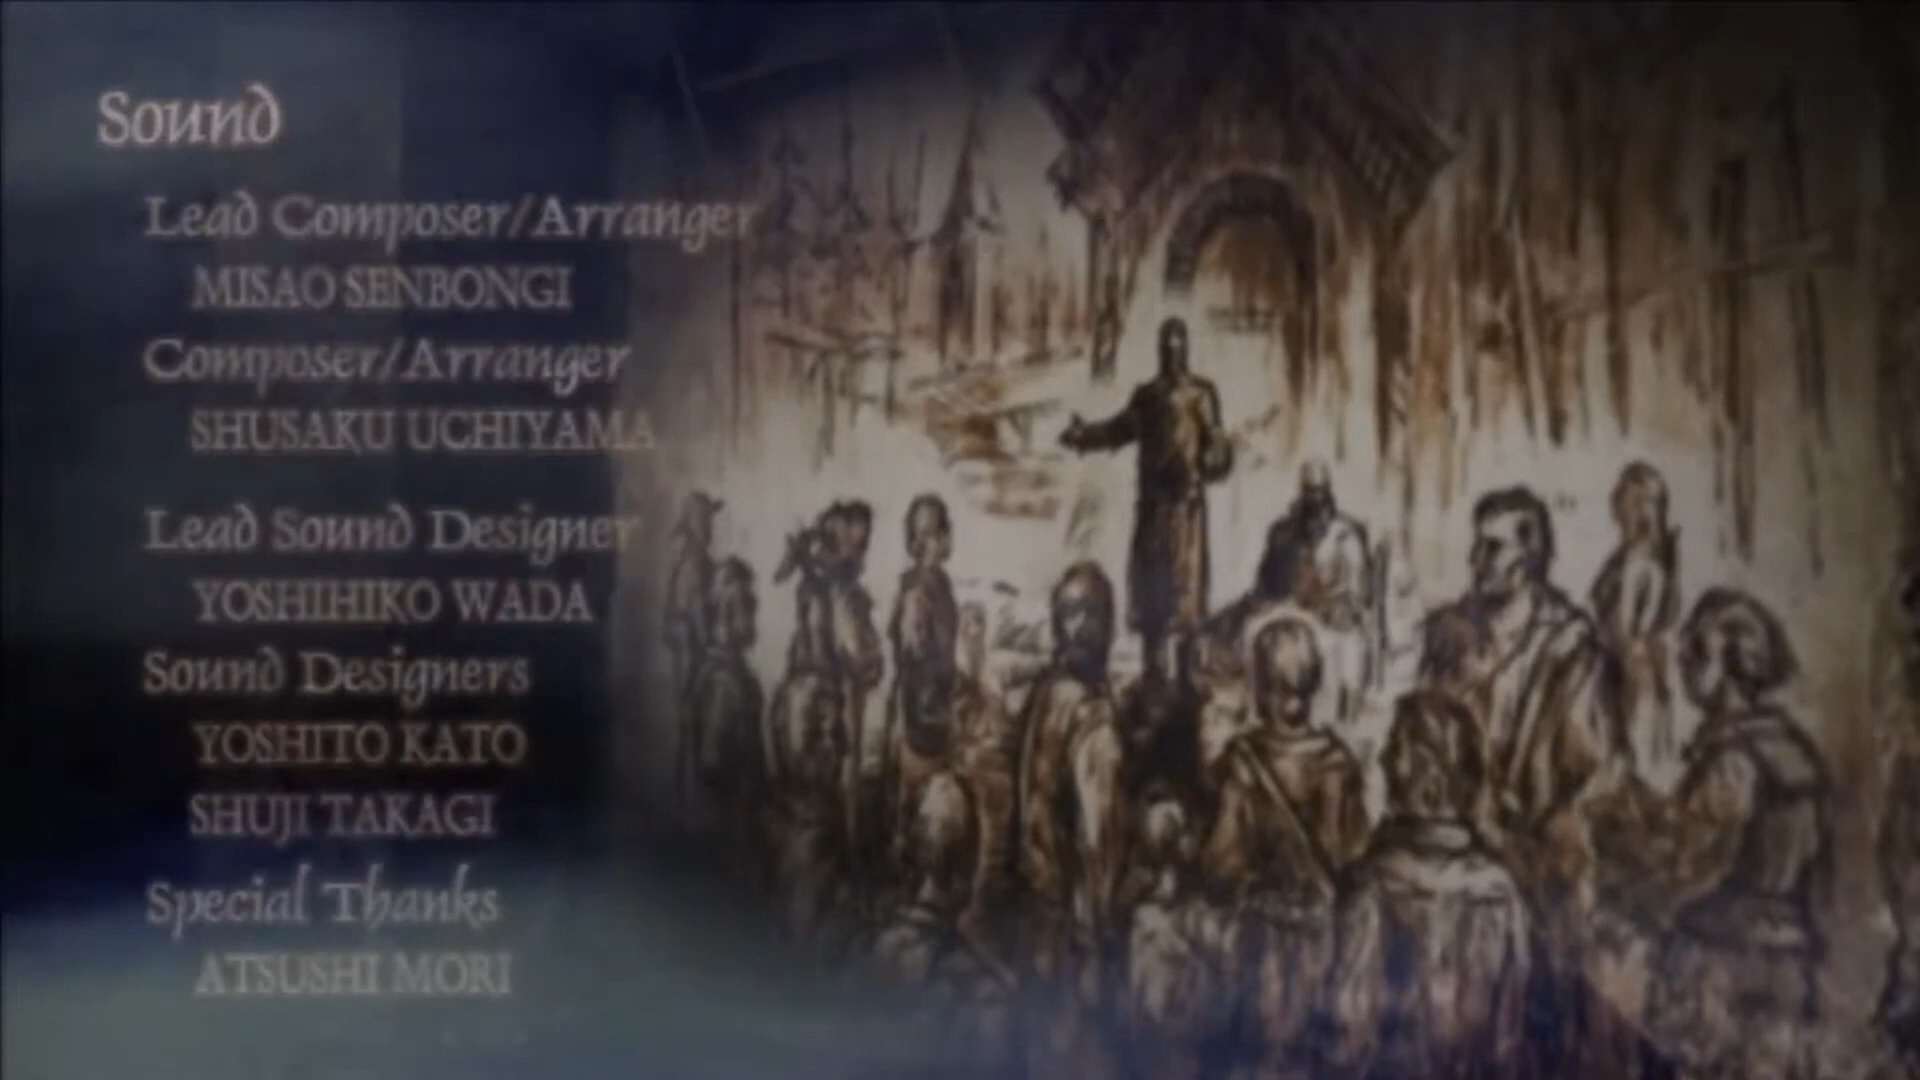 Sound
Lead Composer/Arranger
MISAO SENBONGI
Composer/Arranger
SHUSAKU UCHIYAMA
Lead Sound Designer
YOSHIHIKO WADA
Sound Designers
YOSHITO KATO
SHUJI TAKAGI
Special Thanks
ATSUSHI MORI